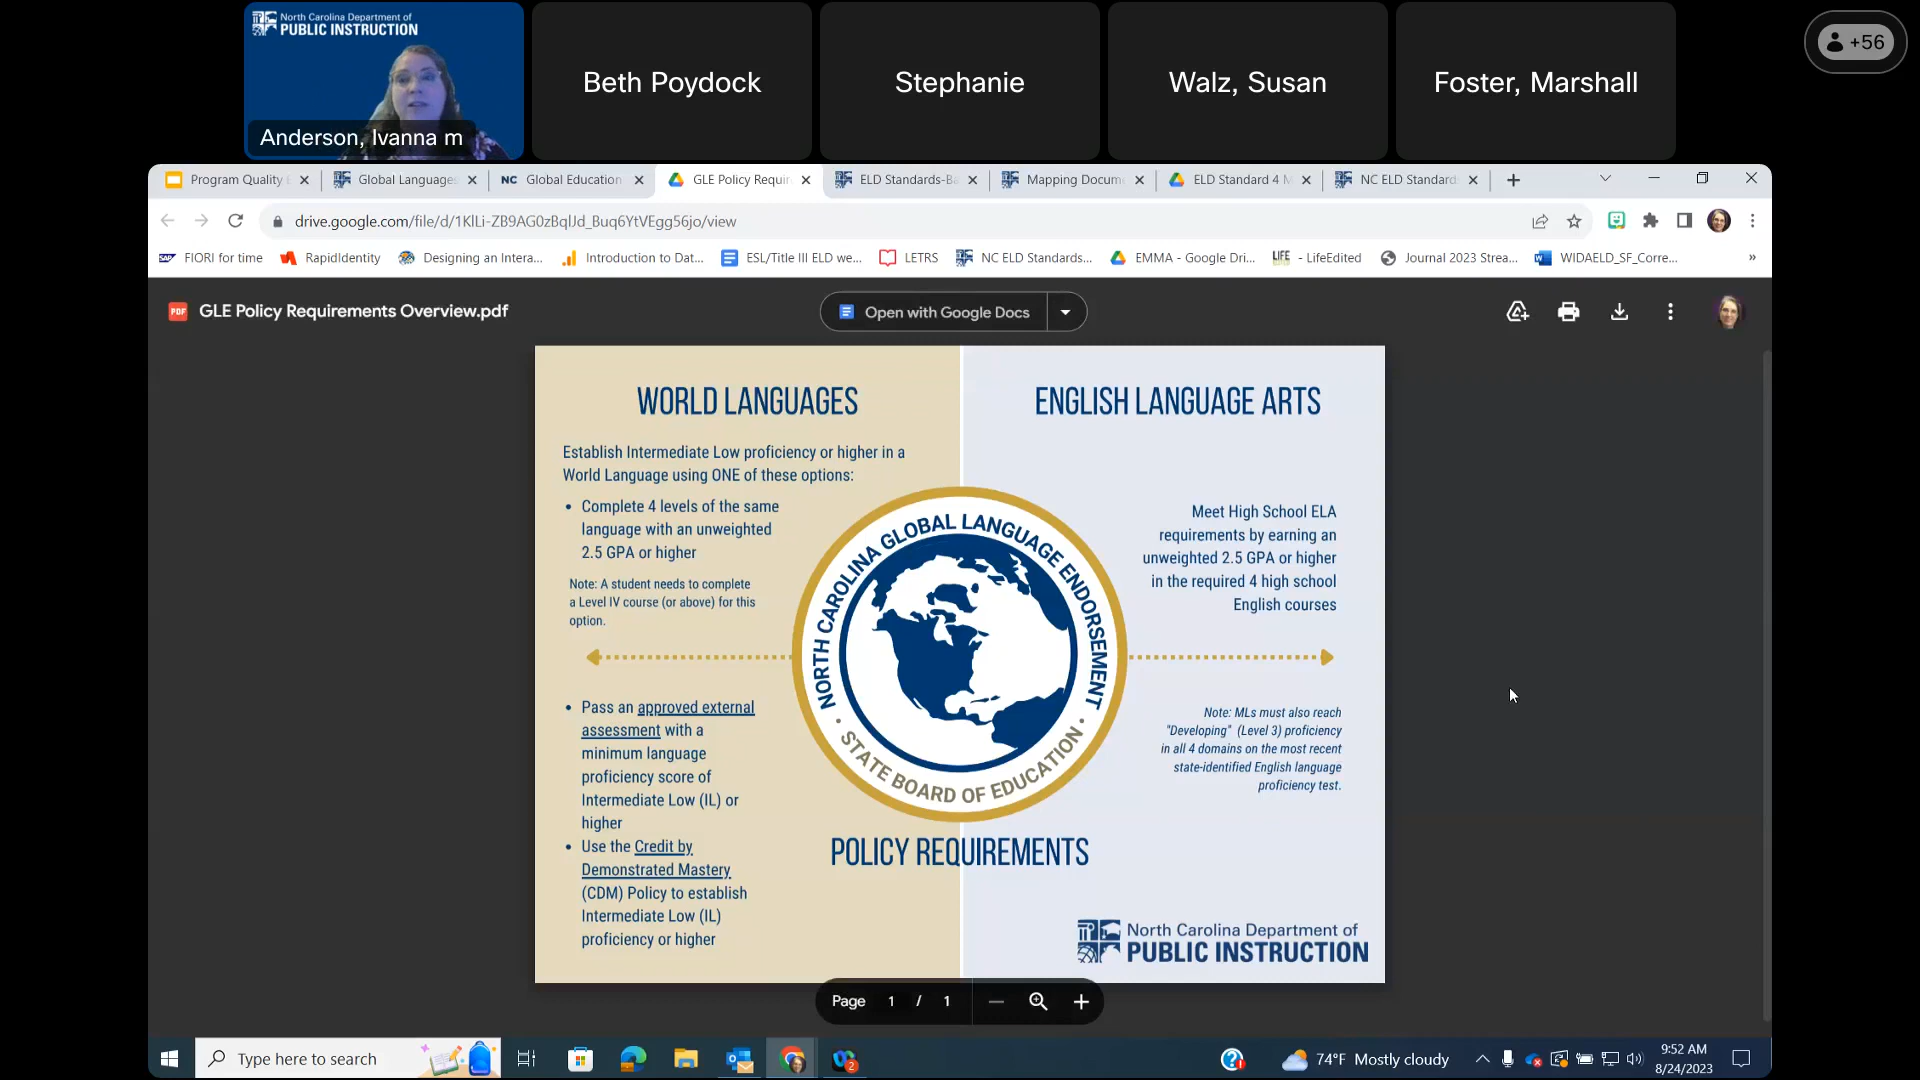 North Carolina Department of
PUBLIC INSTRUCTION
Anderson, Ivanna m
Beth Poydock
Stephanie
Walz, Susan
Foster, Marshall
+56
Program Quality
Global Languages
NC Global Education
GLE Policy Requir
ELD Standards-Ba
Mapping Docum
ELD Standard 4 M
NC ELD Standard
drive.google.com/file/d/1KlLi-ZB9AG0zBqlJd_Buq6YtVEgg56jo/view
SAP FIORI for time
RapidIdentity
Designing an Intera...
Introduction to Dat...
ESL/Title III ELD we...
LETRS
NC ELD Standards...
EMMA - Google Dri...
LIFE - LifeEdited
Journal 2023 Strea...
WIDAELD_SF_Corre...
»
PDF GLE Policy Requirements Overview.pdf
Open with Google Docs
WORLD LANGUAGES
Establish Intermediate Low proficiency or higher in a
World Language using ONE of these options:
• Complete 4 levels of the same
language with an unweighted
2.5 GPA or higher
Note: A student needs to complete
a Level IV course (or above) for this
option.
• Pass an approved external
assessment with a
minimum language
proficiency score of
Intermediate Low (IL) or
higher
• Use the Credit by
Demonstrated Mastery
(CDM) Policy to establish
Intermediate Low (IL)
proficiency or higher
NORTH CAROLINA GLOBAL LANGUAGE ENDORSEMENT
• STATE BOARD OF EDUCATION •
POLICY REQUIREMENTS
ENGLISH LANGUAGE ARTS
Meet High School ELA
requirements by earning an
unweighted 2.5 GPA or higher
in the required 4 high school
English courses
Note: MLs must also reach
"Developing" (Level 3) proficiency
in all 4 domains on the most recent
state-identified English language
proficiency test.
North Carolina Department of
PUBLIC INSTRUCTION
Page 1 / 1
Type here to search
2
74°F Mostly cloudy
9:52 AM
8/24/2023